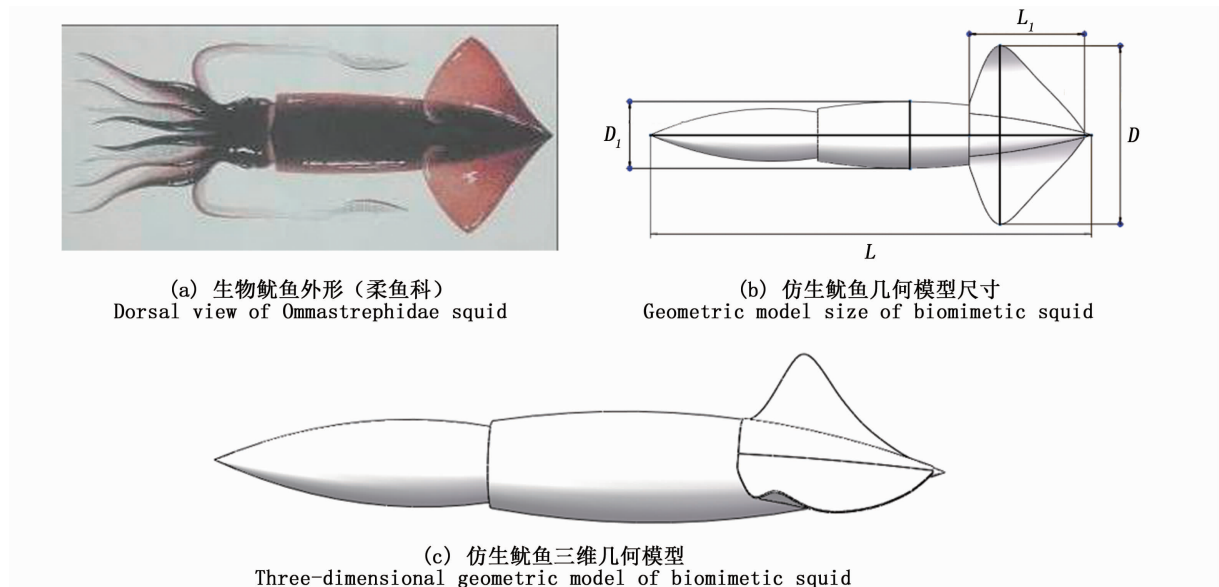 L₁
D₁
D
L
(a) 生物鱿鱼外形（柔鱼科）
Dorsal view of Ommastrephidae squid
(b) 仿生鱿鱼几何模型尺寸
Geometric model size of biomimetic squid
(c) 仿生鱿鱼三维几何模型
Three-dimensional geometric model of biomimetic squid